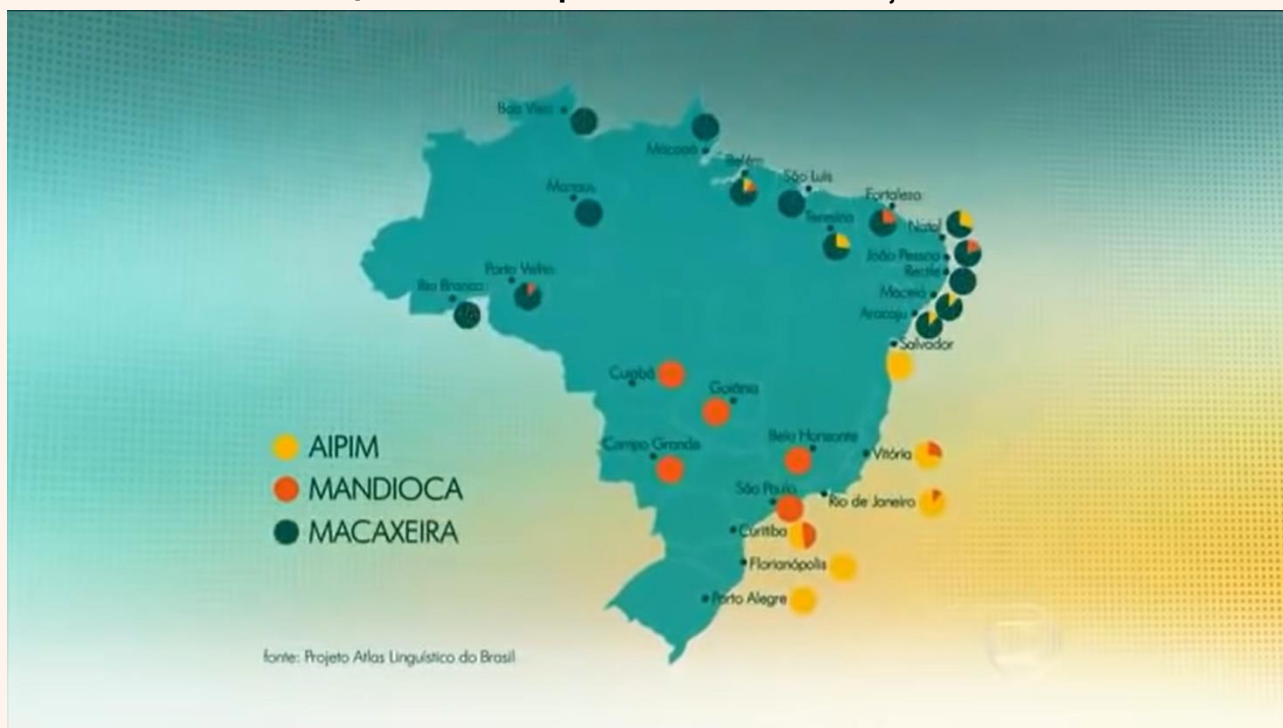 Boa Vista
Macapá
Belém
São Luís
Manaus
Fortaleza
Teresina
Natal
João Pessoa
Recife
Porto Velho
Rio Branco
Maceió
Aracaju
Salvador
Cuiabá
Goiânia
Campo Grande
Belo Horizonte
Vitória
São Paulo
Rio de Janeiro
Curitiba
Florianópolis
Porto Alegre
AIPIM
MANDIOCA
MACAXEIRA
fonte: Projeto Atlas Linguístico do Brasil